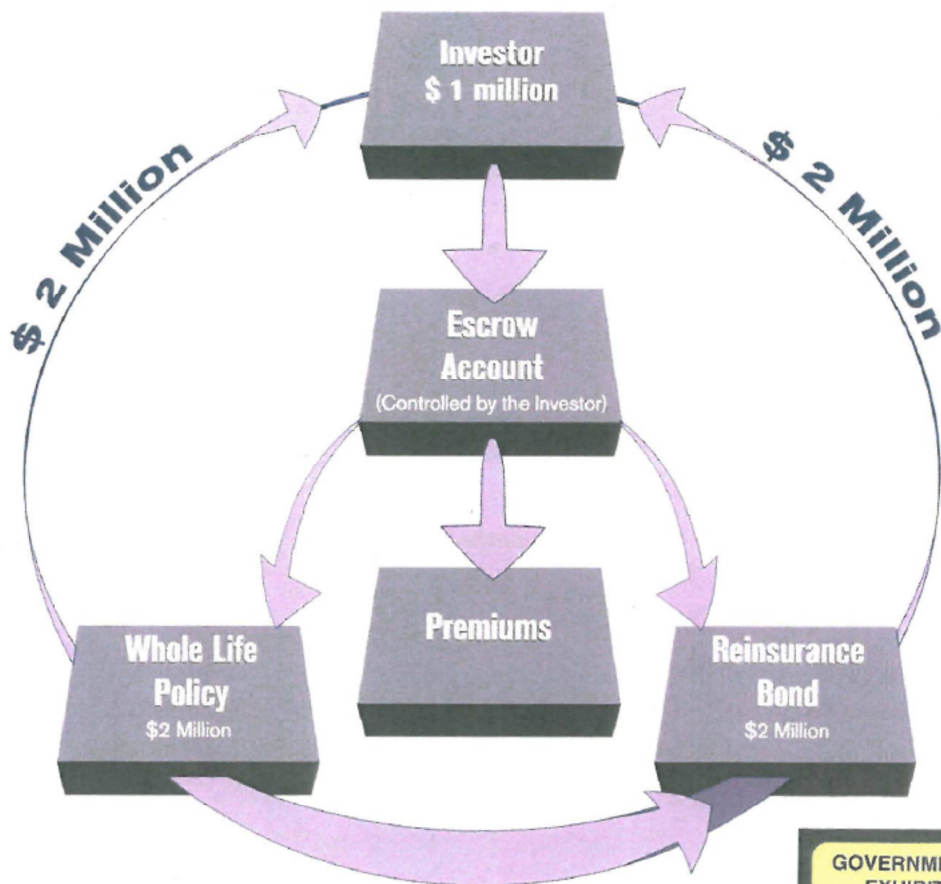 Investor
$ 1 million
$ 2 Million
$ 2 Million
Escrow
Account
(Controlled by the Investor)
Premiums
Whole Life
Policy
$2 Million
Reinsurance
Bond
$2 Million